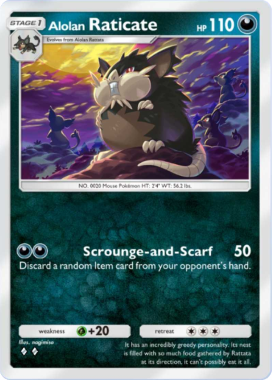 STAGE 1 Alolan Raticate HP 110
Evolves from Alolan Rattata
NO. 0020 Mouse Pokémon HT: 2'4" WT: 56.2 lbs.
Scrounge-and-Scarf 50
Discard a random Item card from your opponent's hand.
weakness +20 retreat
Illus. nagimiso
It has an incredibly greedy personality. Its nest
is filled with so much food gathered by Rattata
at its direction, it can't possibly eat it all.